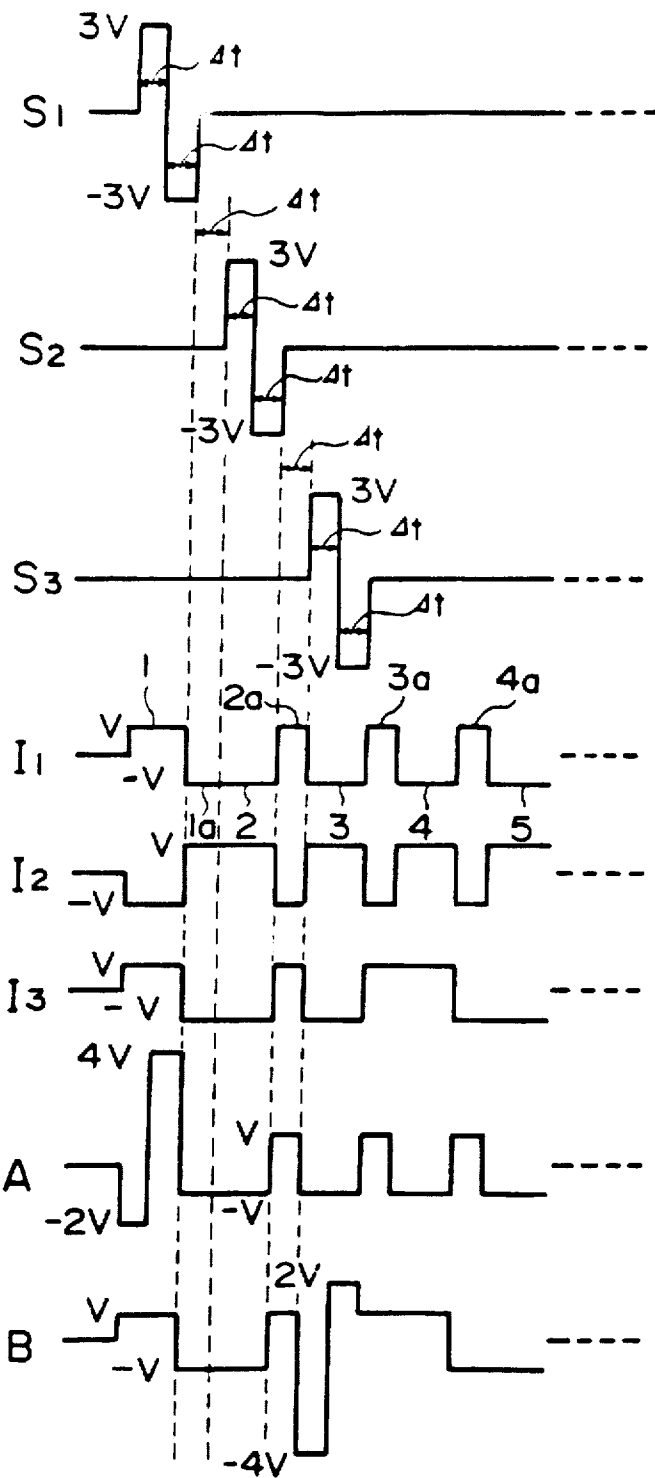 3V
Δt
S1
Δt
-3V
Δt
3V
Δt
S2
Δt
-3V
Δt
3V
Δt
S3
Δt
-3V
1
2a
3a
4a
V
I1
-V
1a 2 3 4 5
V
I2
-V
V
I3
-V
4V
V
A
-V
-2V
2V
V
B
-V
-4V